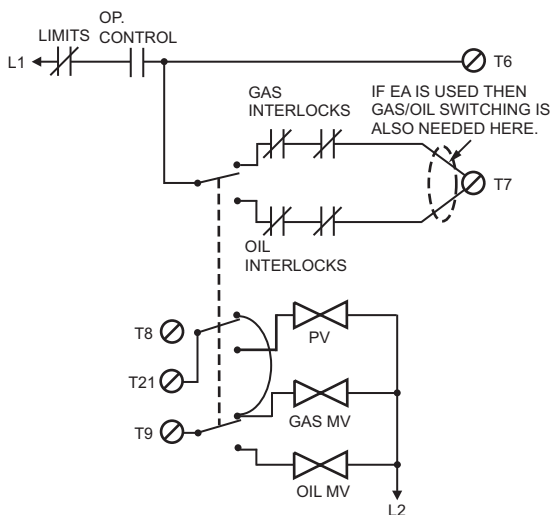 OP.
CONTROL
LIMITS
L1
T6
GAS
INTERLOCKS
IF EA IS USED THEN
GAS/OIL SWITCHING IS
ALSO NEEDED HERE.
T7
OIL
INTERLOCKS
T8
PV
T21
T9
GAS MV
OIL MV
L2